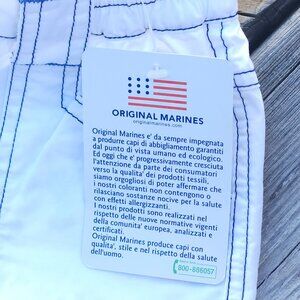 ORIGINAL MARINES
originalmarines.com
Original Marines e' da sempre impegnata
a produrre capi di abbigliamento garantiti
dal punto di vista umano ed ecologico.
Ed oggi che e' progressivamente cresciuta
l'attenzione da parte dei consumatori
verso la qualita' dei prodotti tessili,
siamo orgogliosi di poter affermare che
i nostri coloranti non contengono o
rilasciano sostanze nocive per la salute
con effetti allergizzanti.
I nostri prodotti sono realizzati nel
rispetto delle nuove normative vigenti
della comunita' europea, analizzati e
certificati.
Original Marines produce capi con
qualita', stile e nel rispetto della salute
dell'uomo.
800-886057